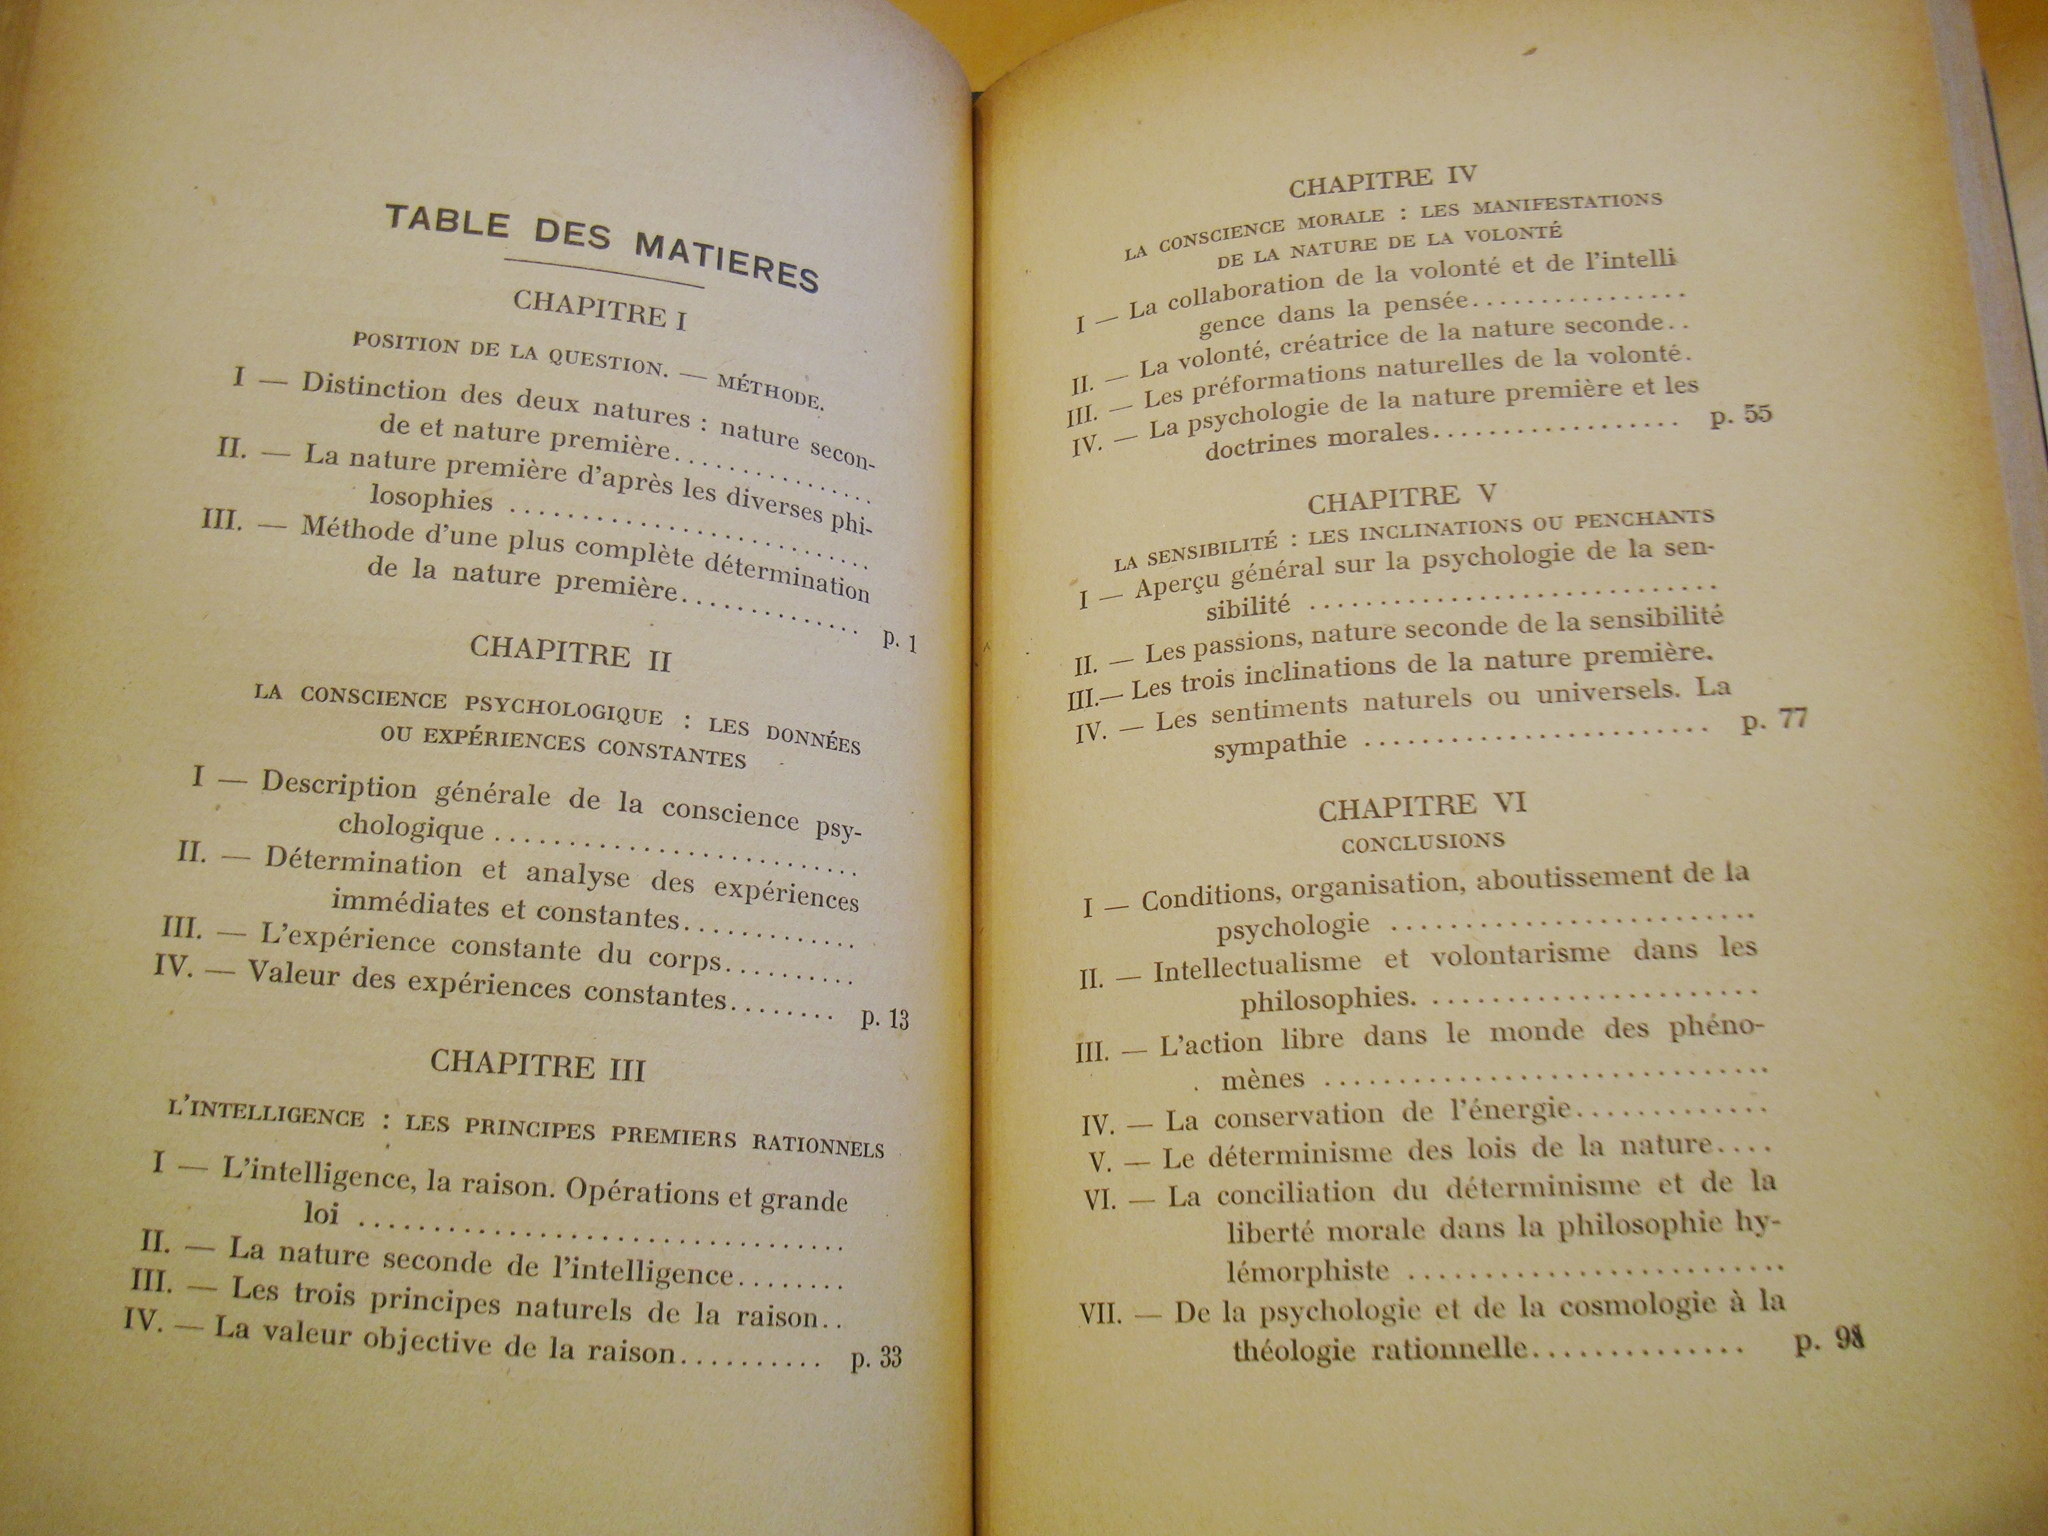 TABLE DES MATIERES
CHAPITRE I
POSITION DE LA QUESTION. — MÉTHODE.
I — Distinction des deux natures : nature secon-
de et nature première..............
II. — La nature première d'après les diverses phi-
losophies .........................
III. — Méthode d'une plus complète détermination
de la nature première............. p. 1
CHAPITRE II
LA CONSCIENCE PSYCHOLOGIQUE : LES DONNÉES
OU EXPÉRIENCES CONSTANTES
I — Description générale de la conscience psy-
chologique .........................
II. — Détermination et analyse des expériences
immédiates et constantes.............
III. — L'expérience constante du corps..........
IV. — Valeur des expériences constantes........ p. 13
CHAPITRE III
L'INTELLIGENCE : LES PRINCIPES PREMIERS RATIONNELS
I — L'intelligence, la raison. Opérations et grande
loi .................................
II. — La nature seconde de l'intelligence........
III. — Les trois principes naturels de la raison..
IV. — La valeur objective de la raison.......... p. 33
CHAPITRE IV
LA CONSCIENCE MORALE : LES MANIFESTATIONS
DE LA NATURE DE LA VOLONTÉ
I — La collaboration de la volonté et de l'intelli
gence dans la pensée................
II. — La volonté, créatrice de la nature seconde..
III. — Les préformations naturelles de la volonté.
IV. — La psychologie de la nature première et les
doctrines morales.................. p. 55
CHAPITRE V
LA SENSIBILITÉ : LES INCLINATIONS OU PENCHANTS
I — Aperçu général sur la psychologie de la sen-
sibilité .............................
II. — Les passions, nature seconde de la sensibilité
III.— Les trois inclinations de la nature première.
IV. — Les sentiments naturels ou universels. La
sympathie ........................ p. 77
CHAPITRE VI
CONCLUSIONS
I — Conditions, organisation, aboutissement de la
psychologie .........................
II. — Intellectualisme et volontarisme dans les
philosophies. .......................
III. — L'action libre dans le monde des phéno-
mènes ...............................
IV. — La conservation de l'énergie.............
V. — Le déterminisme des lois de la nature....
VI. — La conciliation du déterminisme et de la
liberté morale dans la philosophie hy-
lémorphiste ..........................
VII. — De la psychologie et de la cosmologie à la
théologie rationnelle.............. p.